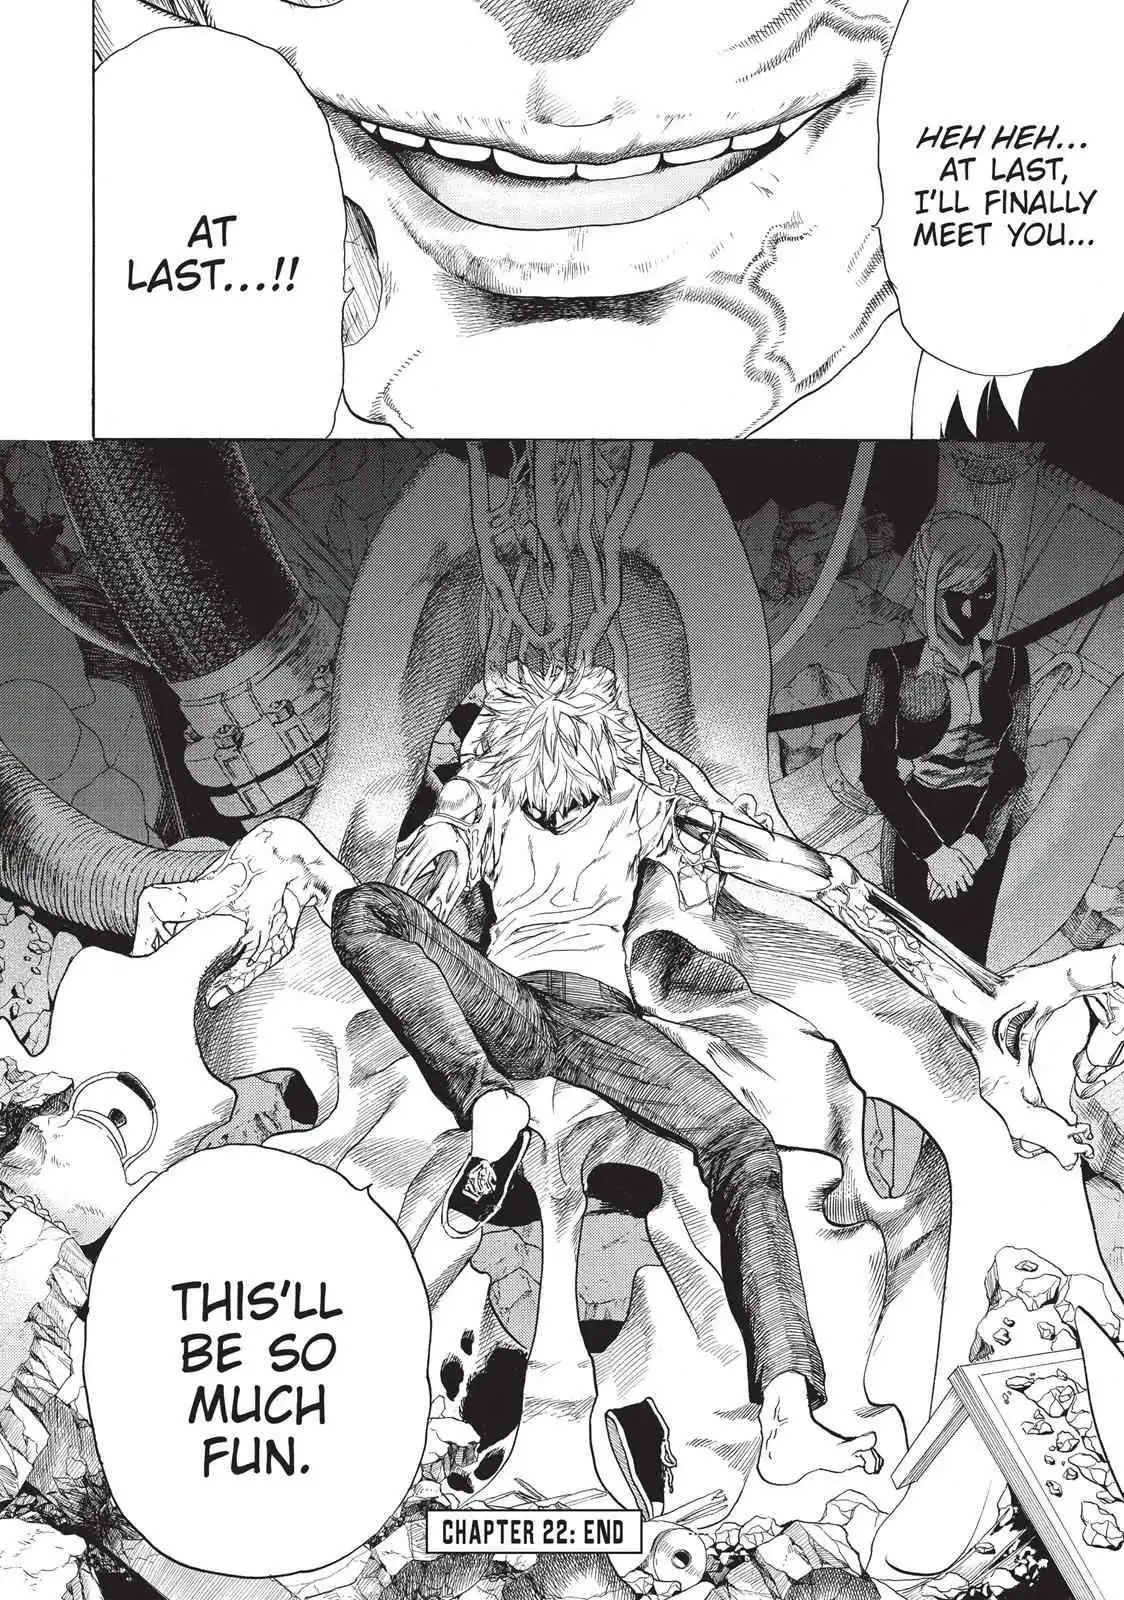 HEH HEH...
AT LAST,
I'LL FINALLY
MEET YOU...
AT
LAST...!!
THIS'LL
BE SO
MUCH
FUN.
CHAPTER 22: END